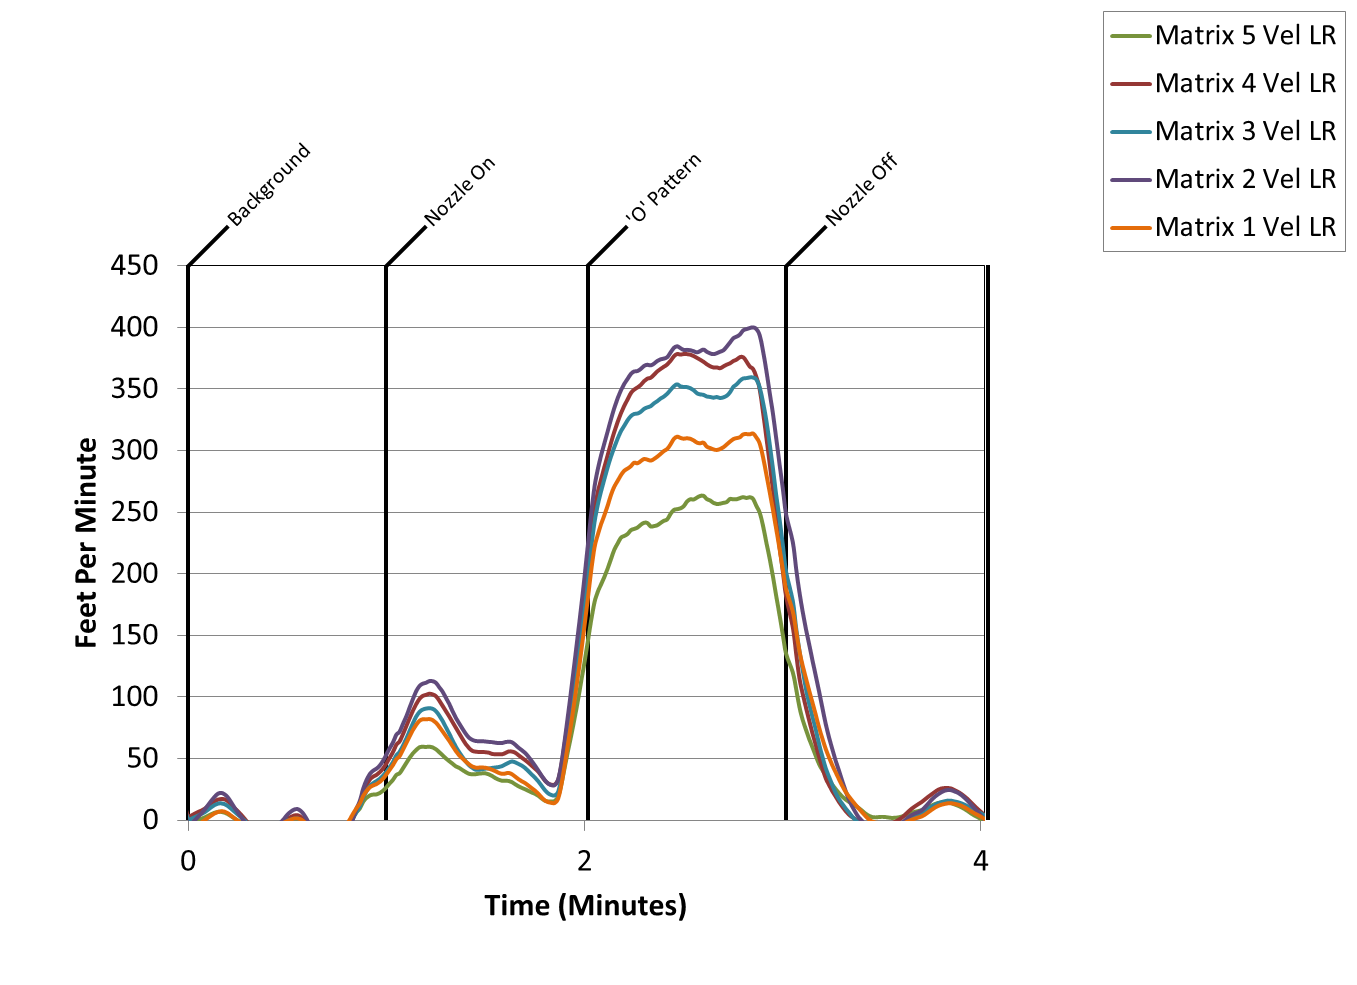 Matrix 5 Vel LR
Matrix 4 Vel LR
Matrix 3 Vel LR
Matrix 2 Vel LR
Matrix 1 Vel LR
Background
Nozzle On
'O' Pattern
Nozzle Off
450
400
350
300
250
200
150
100
50
0
Feet Per Minute
0 2 4
Time (Minutes)